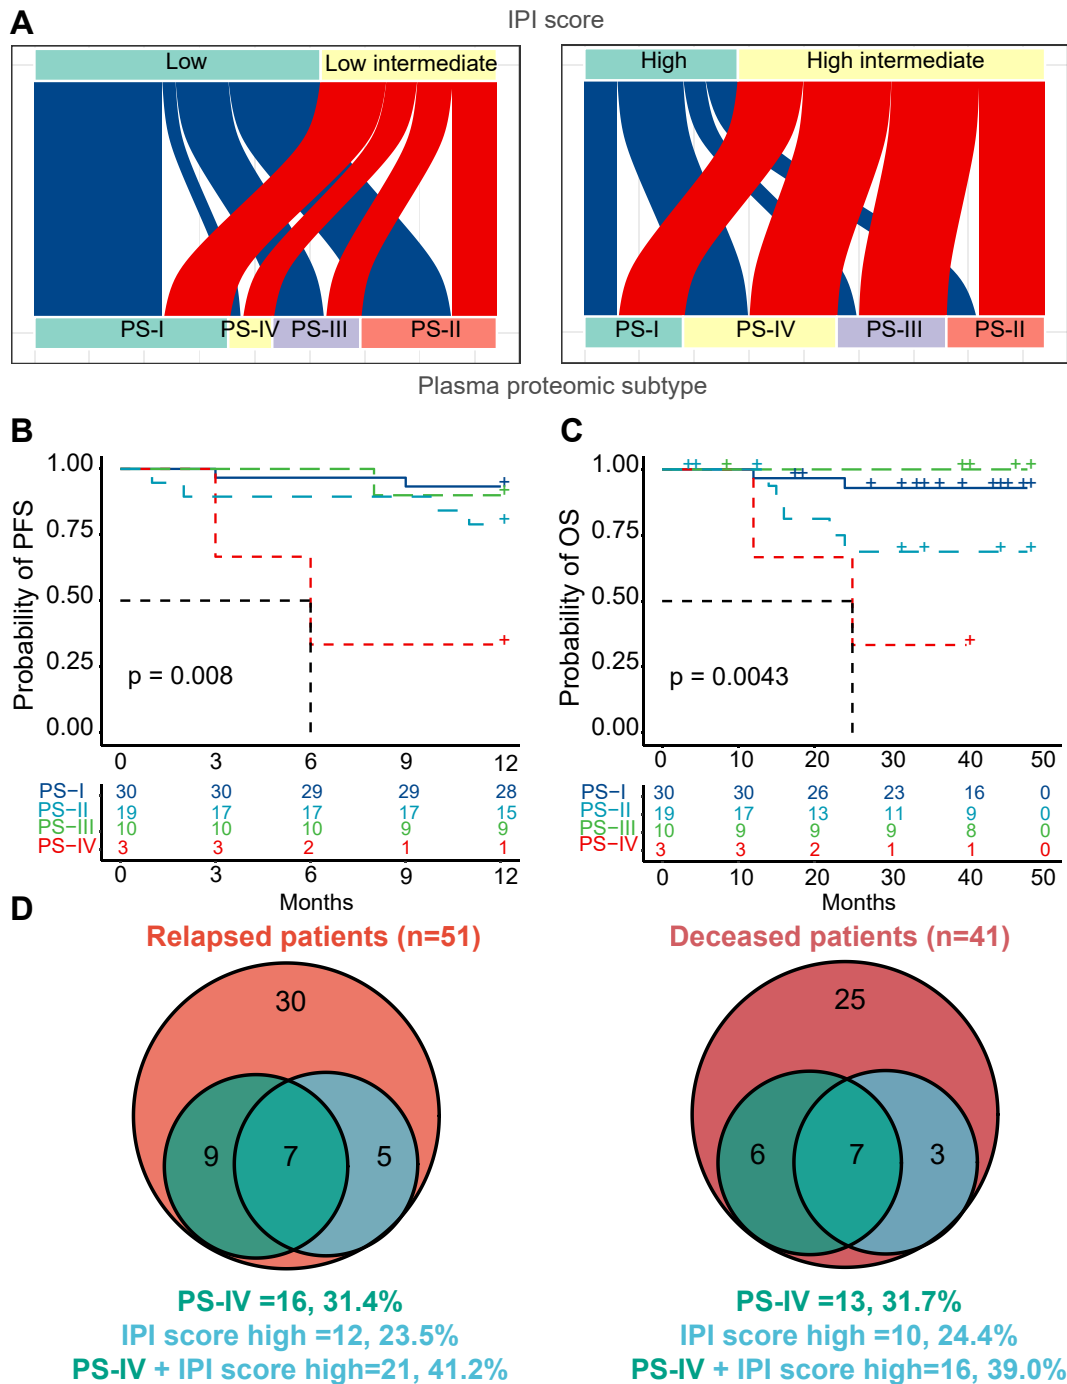 A
IPI score
Low
Low intermediate
High
High intermediate
PS-I
PS-IV
PS-III
PS-II
PS-I
PS-IV
PS-III
PS-II
Plasma proteomic subtype
B
Probability of PFS
1.00
0.75
0.50
0.25
0.00
p = 0.008
0 3 6 9 12
PS−I 30 30 29 29 28
PS−II 19 17 17 17 15
PS−III 10 10 10 9 9
PS−IV 3 3 2 1 1
0 3 6 9 12
Months
C
Probability of OS
1.00
0.75
0.50
0.25
0.00
p = 0.0043
0 10 20 30 40 50
PS−I 30 30 26 23 16 0
PS−II 19 17 13 11 9 0
PS−III 10 9 9 9 8 0
PS−IV 3 3 2 1 1 0
0 10 20 30 40 50
Months
D
Relapsed patients (n=51)
30
9 7 5
PS-IV =16, 31.4%
IPI score high =12, 23.5%
PS-IV + IPI score high=21, 41.2%
Deceased patients (n=41)
25
6 7 3
PS-IV =13, 31.7%
IPI score high =10, 24.4%
PS-IV + IPI score high=16, 39.0%